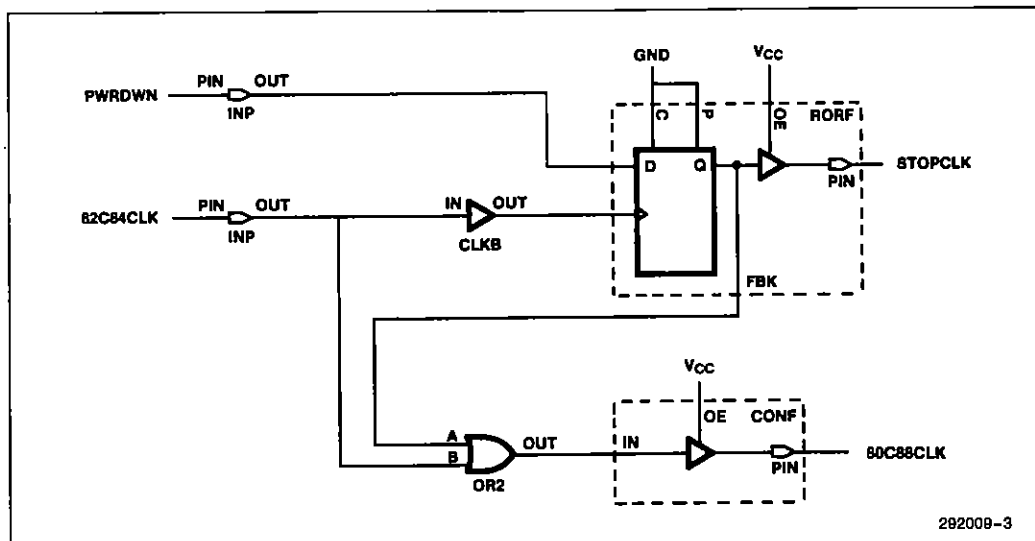 GND
VCC
PWRDWN
PIN
OUT
INP
C
P
OE
RORF
D
Q
PIN
STOPCLK
82C84CLK
PIN
OUT
INP
IN
OUT
CLKB
FBK
VCC
A
B
OUT
OR2
IN
OE
CONF
PIN
80C88CLK
292009-3